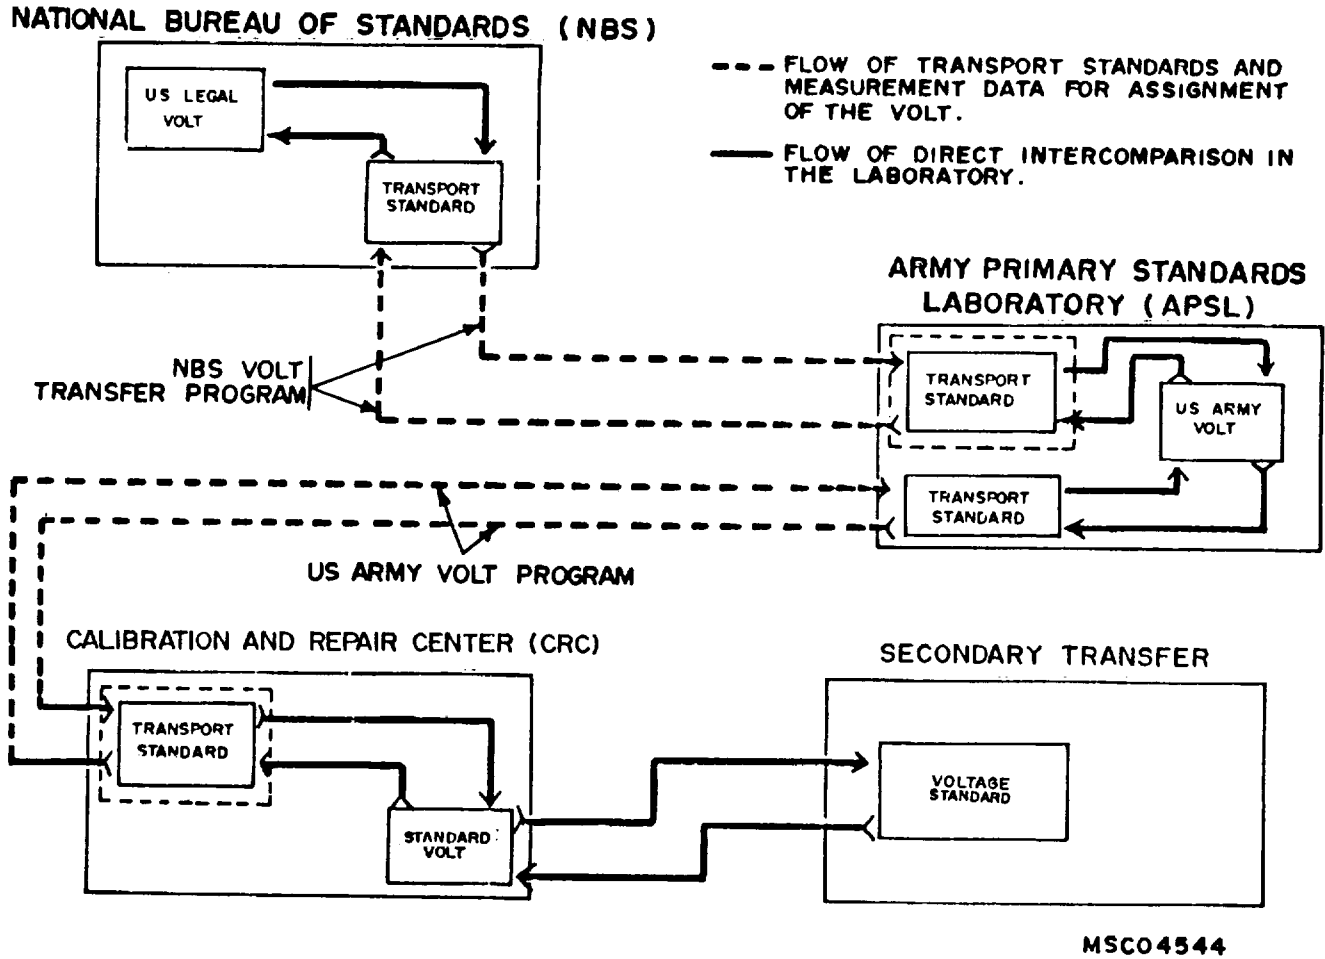 NATIONAL BUREAU OF STANDARDS (NBS)
US LEGAL
VOLT
TRANSPORT
STANDARD
FLOW OF TRANSPORT STANDARDS AND
MEASUREMENT DATA FOR ASSIGNMENT
OF THE VOLT.
FLOW OF DIRECT INTERCOMPARISON IN
THE LABORATORY.
ARMY PRIMARY STANDARDS
LABORATORY (APSL)
TRANSPORT
STANDARD
US ARMY
VOLT
TRANSPORT
STANDARD
NBS VOLT
TRANSFER PROGRAM
US ARMY VOLT PROGRAM
CALIBRATION AND REPAIR CENTER (CRC)
TRANSPORT
STANDARD
STANDARD
VOLT
SECONDARY TRANSFER
VOLTAGE
STANDARD
MSC04544